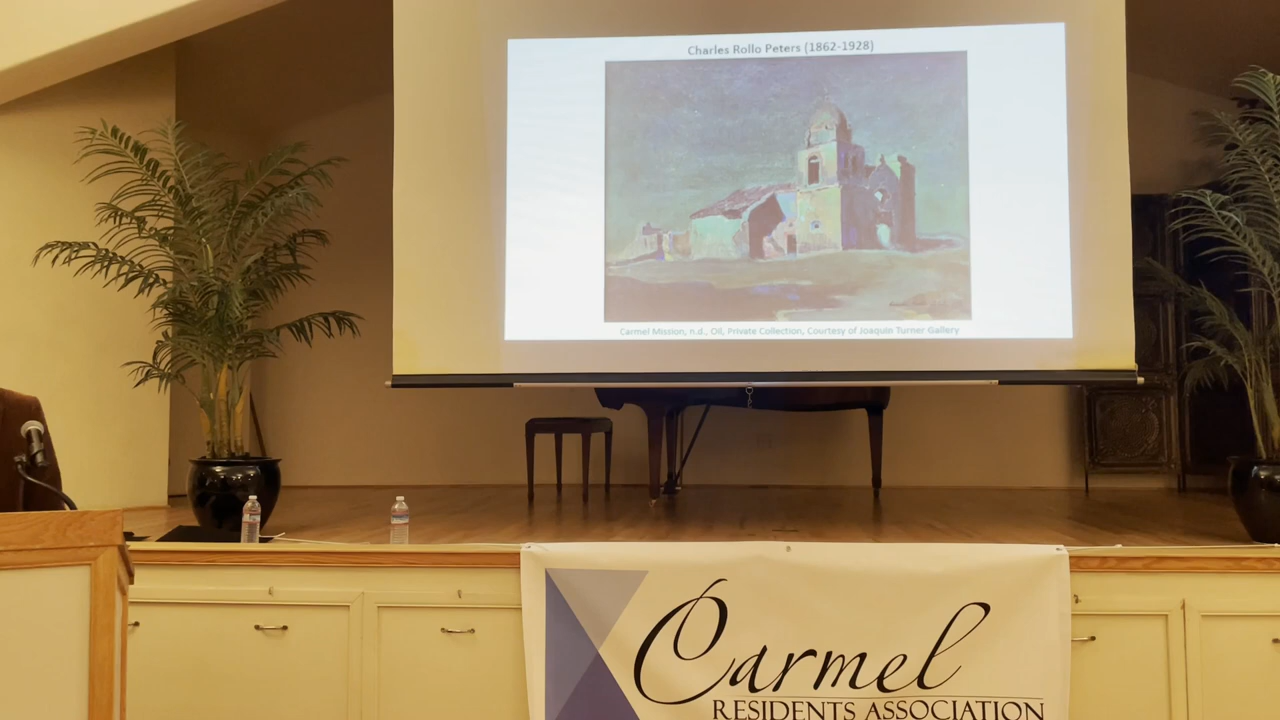 Charles Rollo Peters (1862-1928)
Carmel Mission, n.d., Oil, Private Collection, Courtesy of Joaquin Turner Gallery
Carmel
RESIDENTS ASSOCIATION